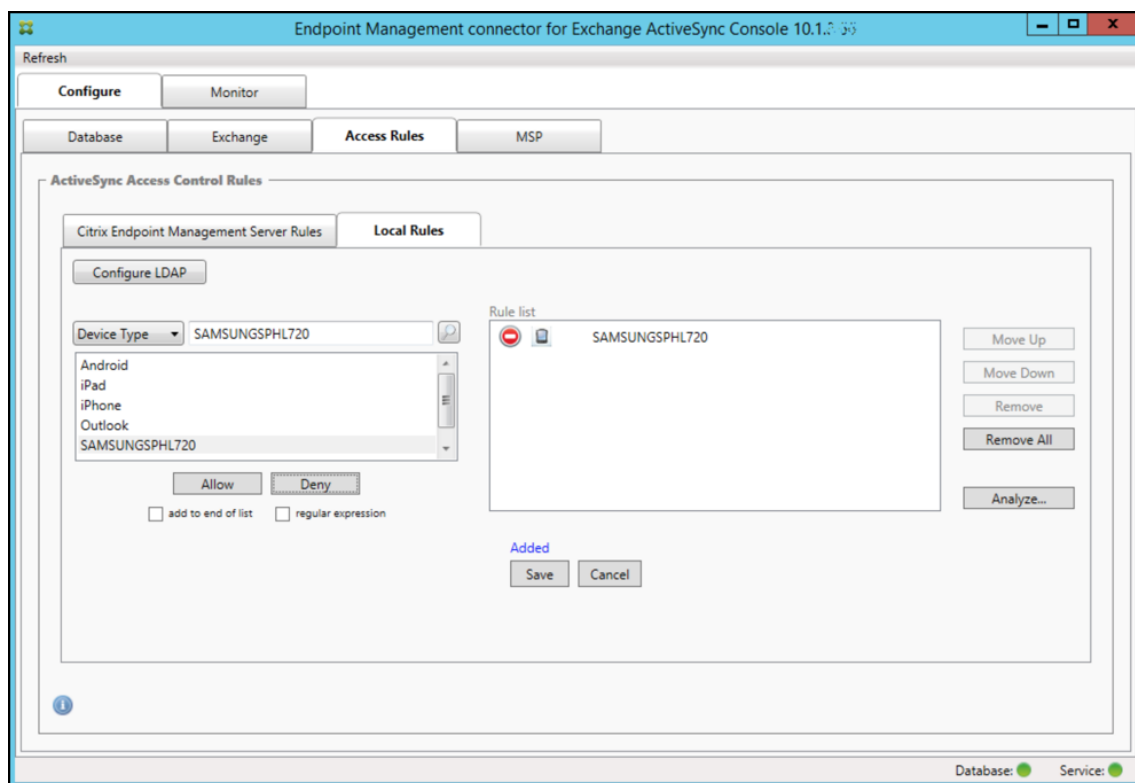 Endpoint Management connector for Exchange ActiveSync Console 10.1.
Refresh
Configure
Monitor
Database
Exchange
Access Rules
MSP
ActiveSync Access Control Rules
Citrix Endpoint Management Server Rules
Local Rules
Configure LDAP
Rule list
Device Type
SAMSUNGSPHL720
SAMSUNGSPHL720
Move Up
Android
iPad
Move Down
iPhone
Remove
Outlook
SAMSUNGSPHL720
Remove All
Allow
Deny
Analyze...
add to end of list
regular expression
Added
Save
Cancel
Database:
Service: